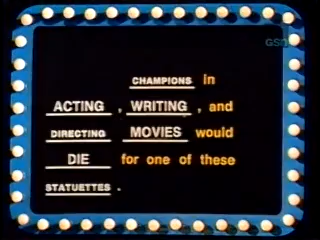 GSN
CHAMPIONS in
ACTING , WRITING , and
DIRECTING MOVIES would
DIE for one of these
STATUETTES .